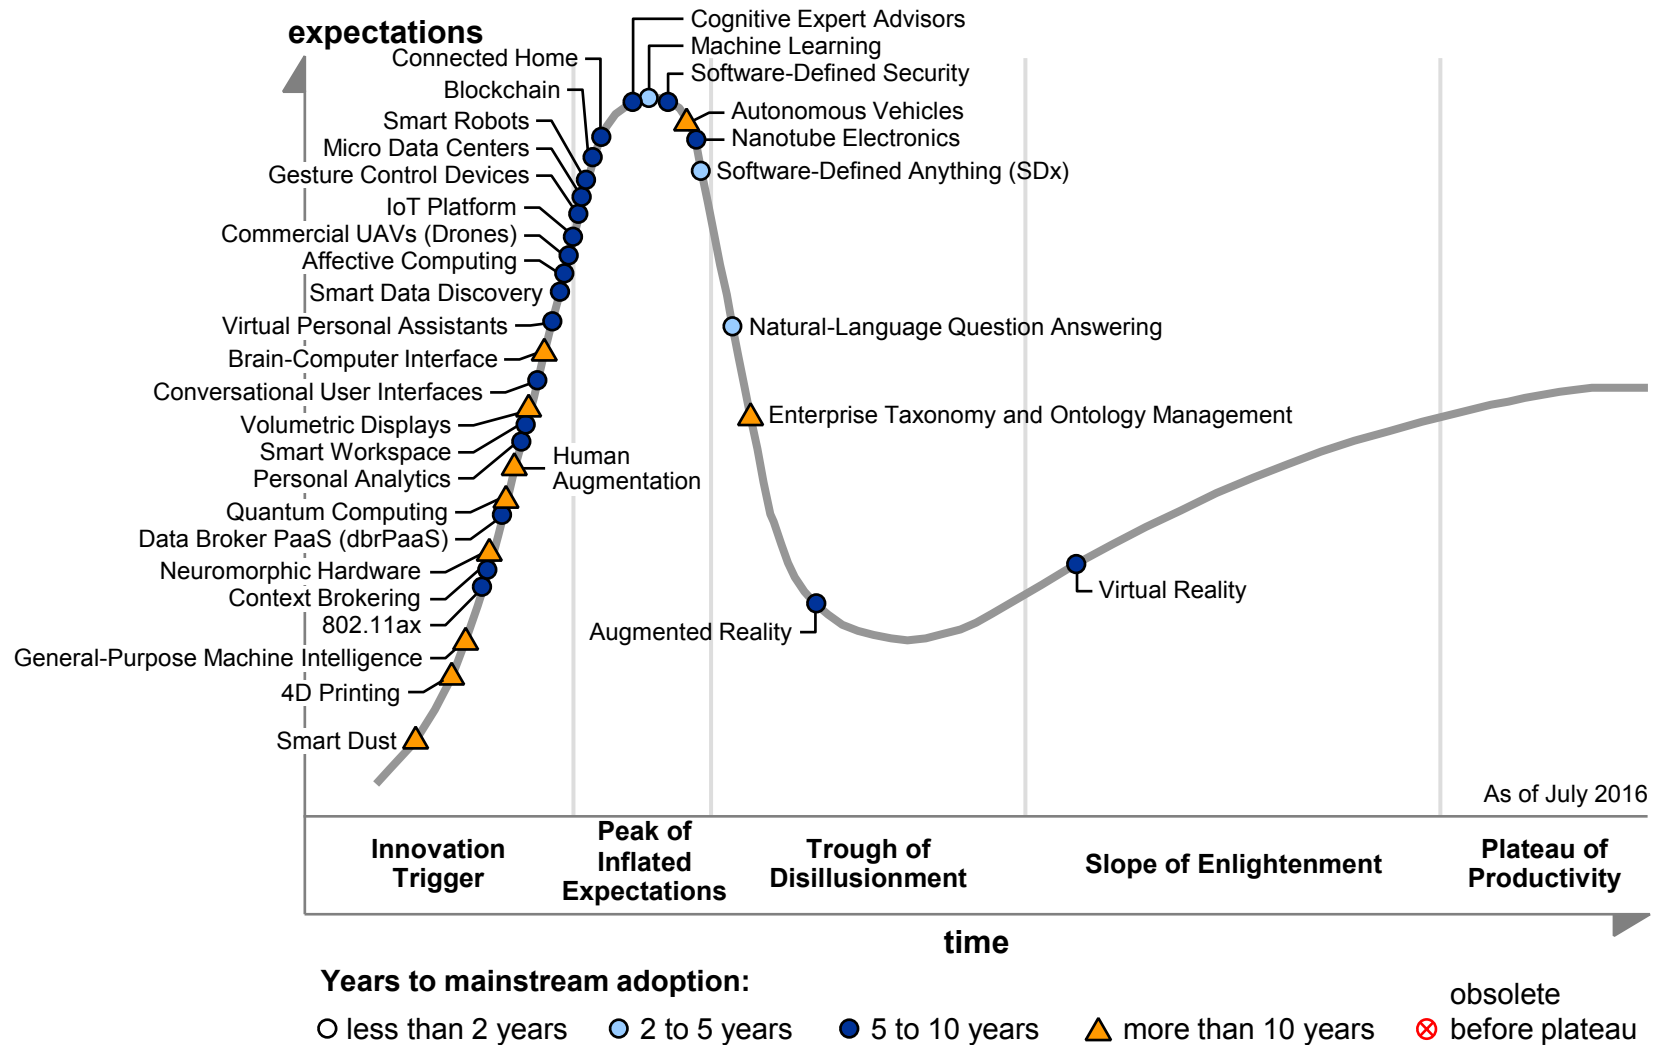 expectations
Cognitive Expert Advisors
Machine Learning
Connected Home
Software-Defined Security
Blockchain
Autonomous Vehicles
Smart Robots
Nanotube Electronics
Micro Data Centers
Software-Defined Anything (SDx)
Gesture Control Devices
IoT Platform
Commercial UAVs (Drones)
Affective Computing
Smart Data Discovery
Virtual Personal Assistants
Natural-Language Question Answering
Brain-Computer Interface
Conversational User Interfaces
Enterprise Taxonomy and Ontology Management
Volumetric Displays
Smart Workspace
Human
Augmentation
Personal Analytics
Quantum Computing
Data Broker PaaS (dbrPaaS)
Neuromorphic Hardware
Context Brokering
Virtual Reality
802.11ax
Augmented Reality
General-Purpose Machine Intelligence
4D Printing
Smart Dust
As of July 2016
Innovation
Trigger
Peak of
Inflated
Expectations
Trough of
Disillusionment
Slope of Enlightenment
Plateau of
Productivity
time
Years to mainstream adoption:
less than 2 years
2 to 5 years
5 to 10 years
more than 10 years
obsolete
before plateau